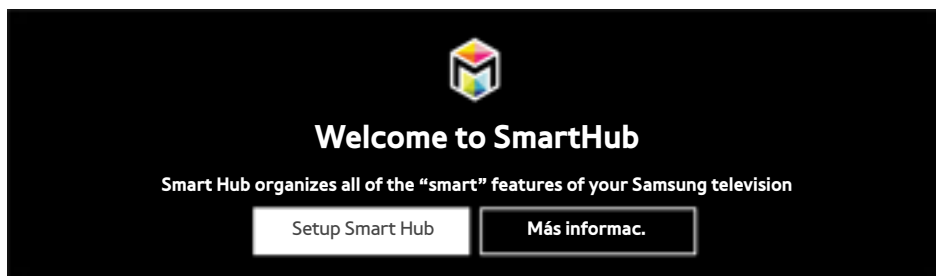 Welcome to SmartHub
Smart Hub organizes all of the “smart” features of your Samsung television
Setup Smart Hub
Más informac.